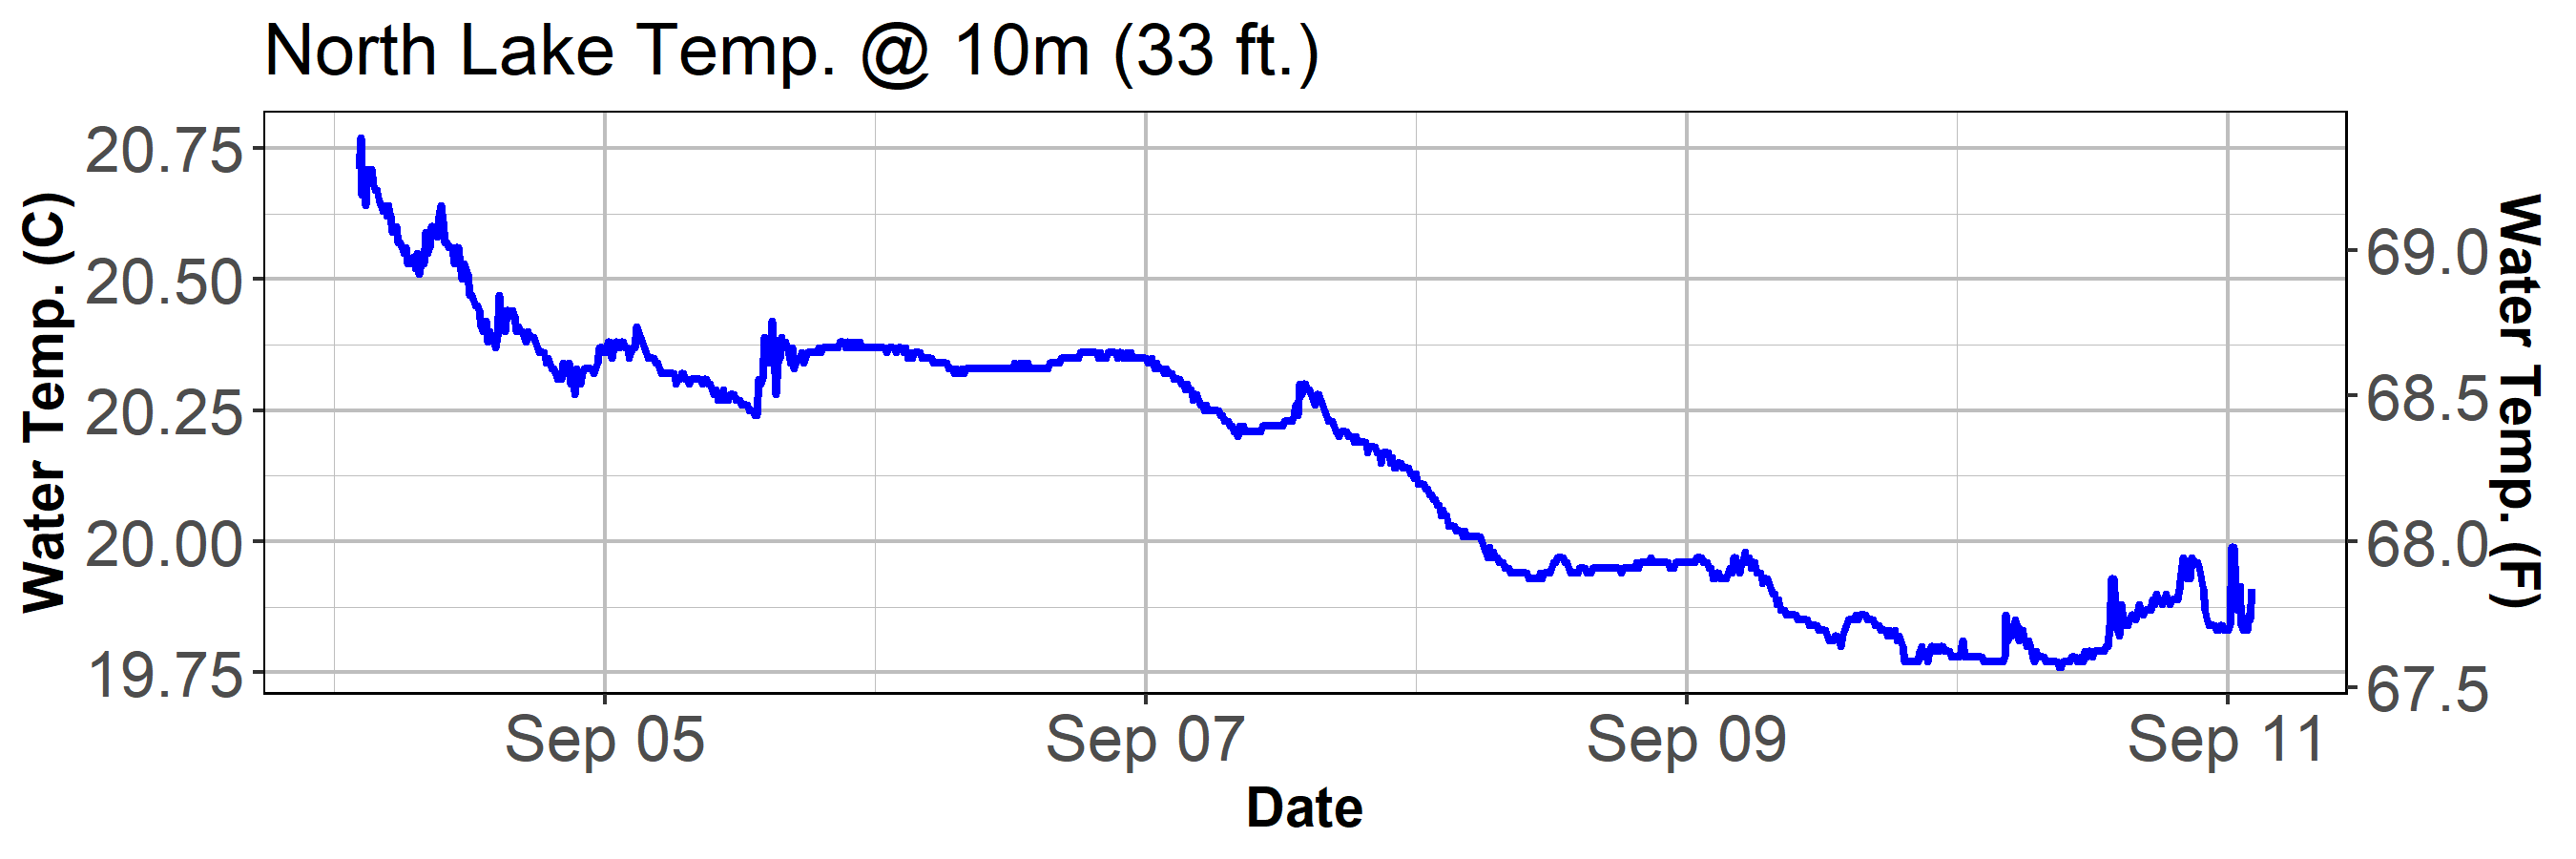 North Lake Temp. @ 10m (33 ft.)
Water Temp. (C)
20.75
20.50
20.25
20.00
19.75
69.0
68.5
68.0
67.5
Water Temp. (F)
Sep 05 Sep 07 Sep 09 Sep 11
Date